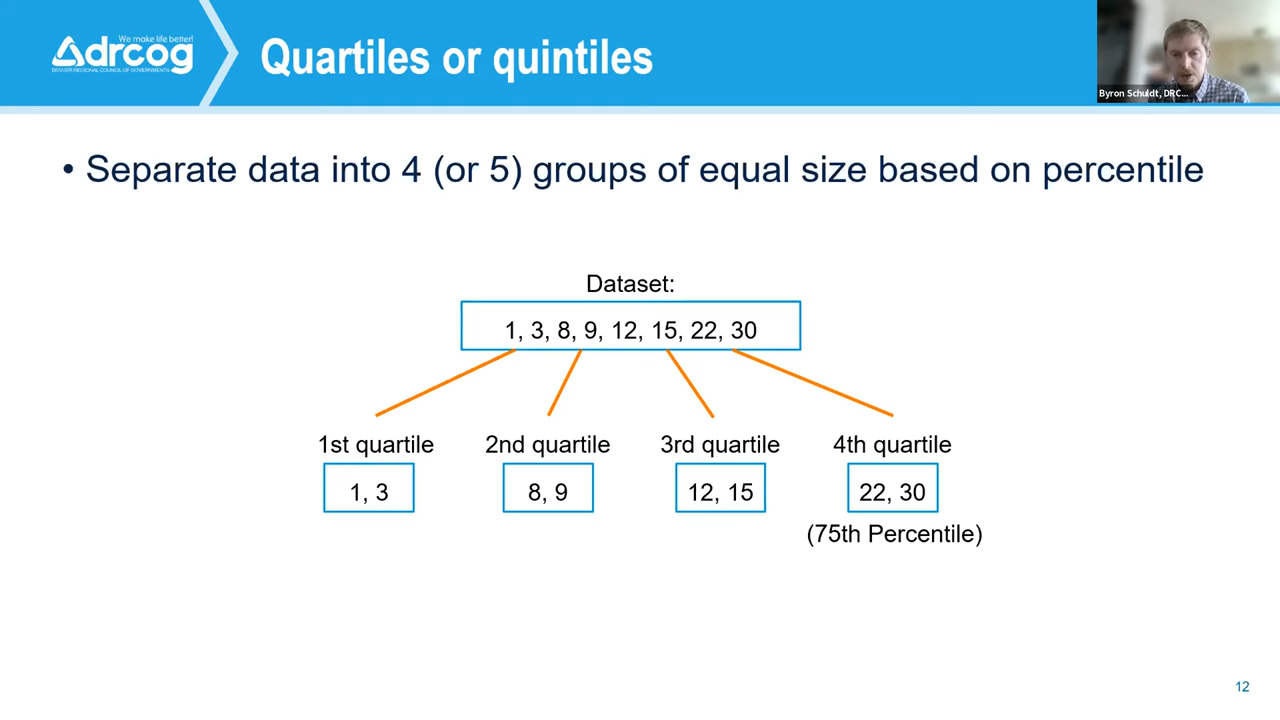 We make life better!
drcog
DENVER REGIONAL COUNCIL OF GOVERNMENTS
Quartiles or quintiles
Byron Schuldt, DRC...
• Separate data into 4 (or 5) groups of equal size based on percentile
Dataset:
1, 3, 8, 9, 12, 15, 22, 30
1st quartile 2nd quartile 3rd quartile 4th quartile
1, 3 8, 9 12, 15 22, 30
(75th Percentile)
12